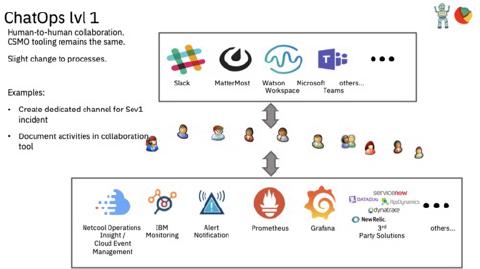 ChatOps lvl 1
Human-to-human collaboration.
CSMO tooling remains the same.
Slight change to processes.
Examples:
• Create dedicated channel for Sev1
incident
• Document activities in collaboration
tool
Slack
MatterMost
Watson
Workspace
Microsoft
Teams
others...
Netcool Operations
Insight /
Cloud Event
Management
IBM
Monitoring
Alert
Notification
Prometheus
Grafana
servicenow
DATADOG
AppDynamics
dynatrace
New Relic.
3rd
Party Solutions
others...